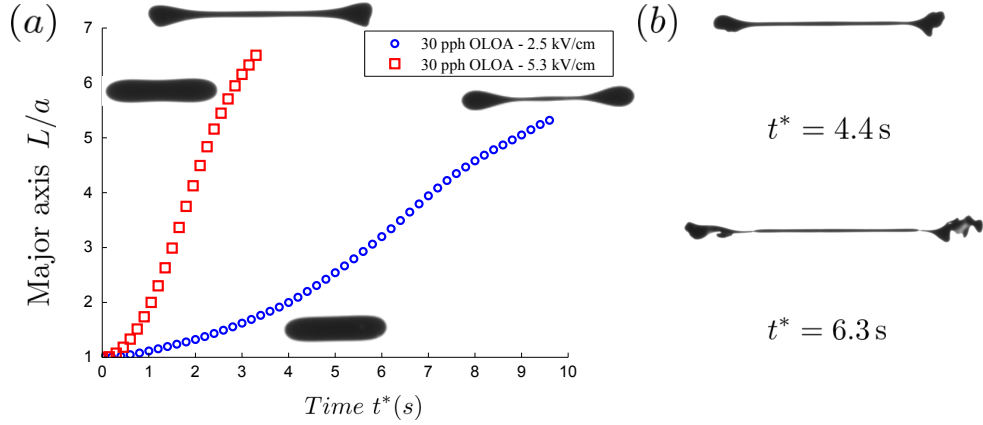 (a)
7
6
5
4
3
2
1
Major axis L/a
30 pph OLOA - 2.5 kV/cm
30 pph OLOA - 5.3 kV/cm
0 1 2 3 4 5 6 7 8 9 10
Time t*(s)
(b)
t* = 4.4 s
t* = 6.3 s